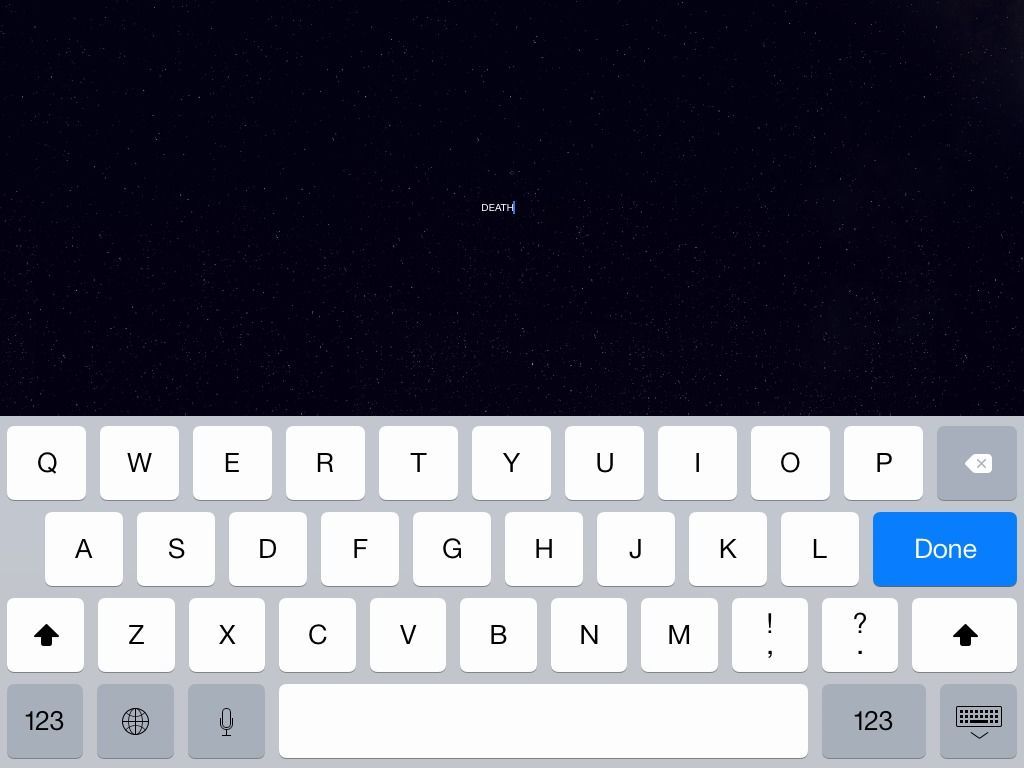 DEATH
Q W E R T Y U I O P
A S D F G H J K L Done
Z X C V B N M ! , ? .
123 123